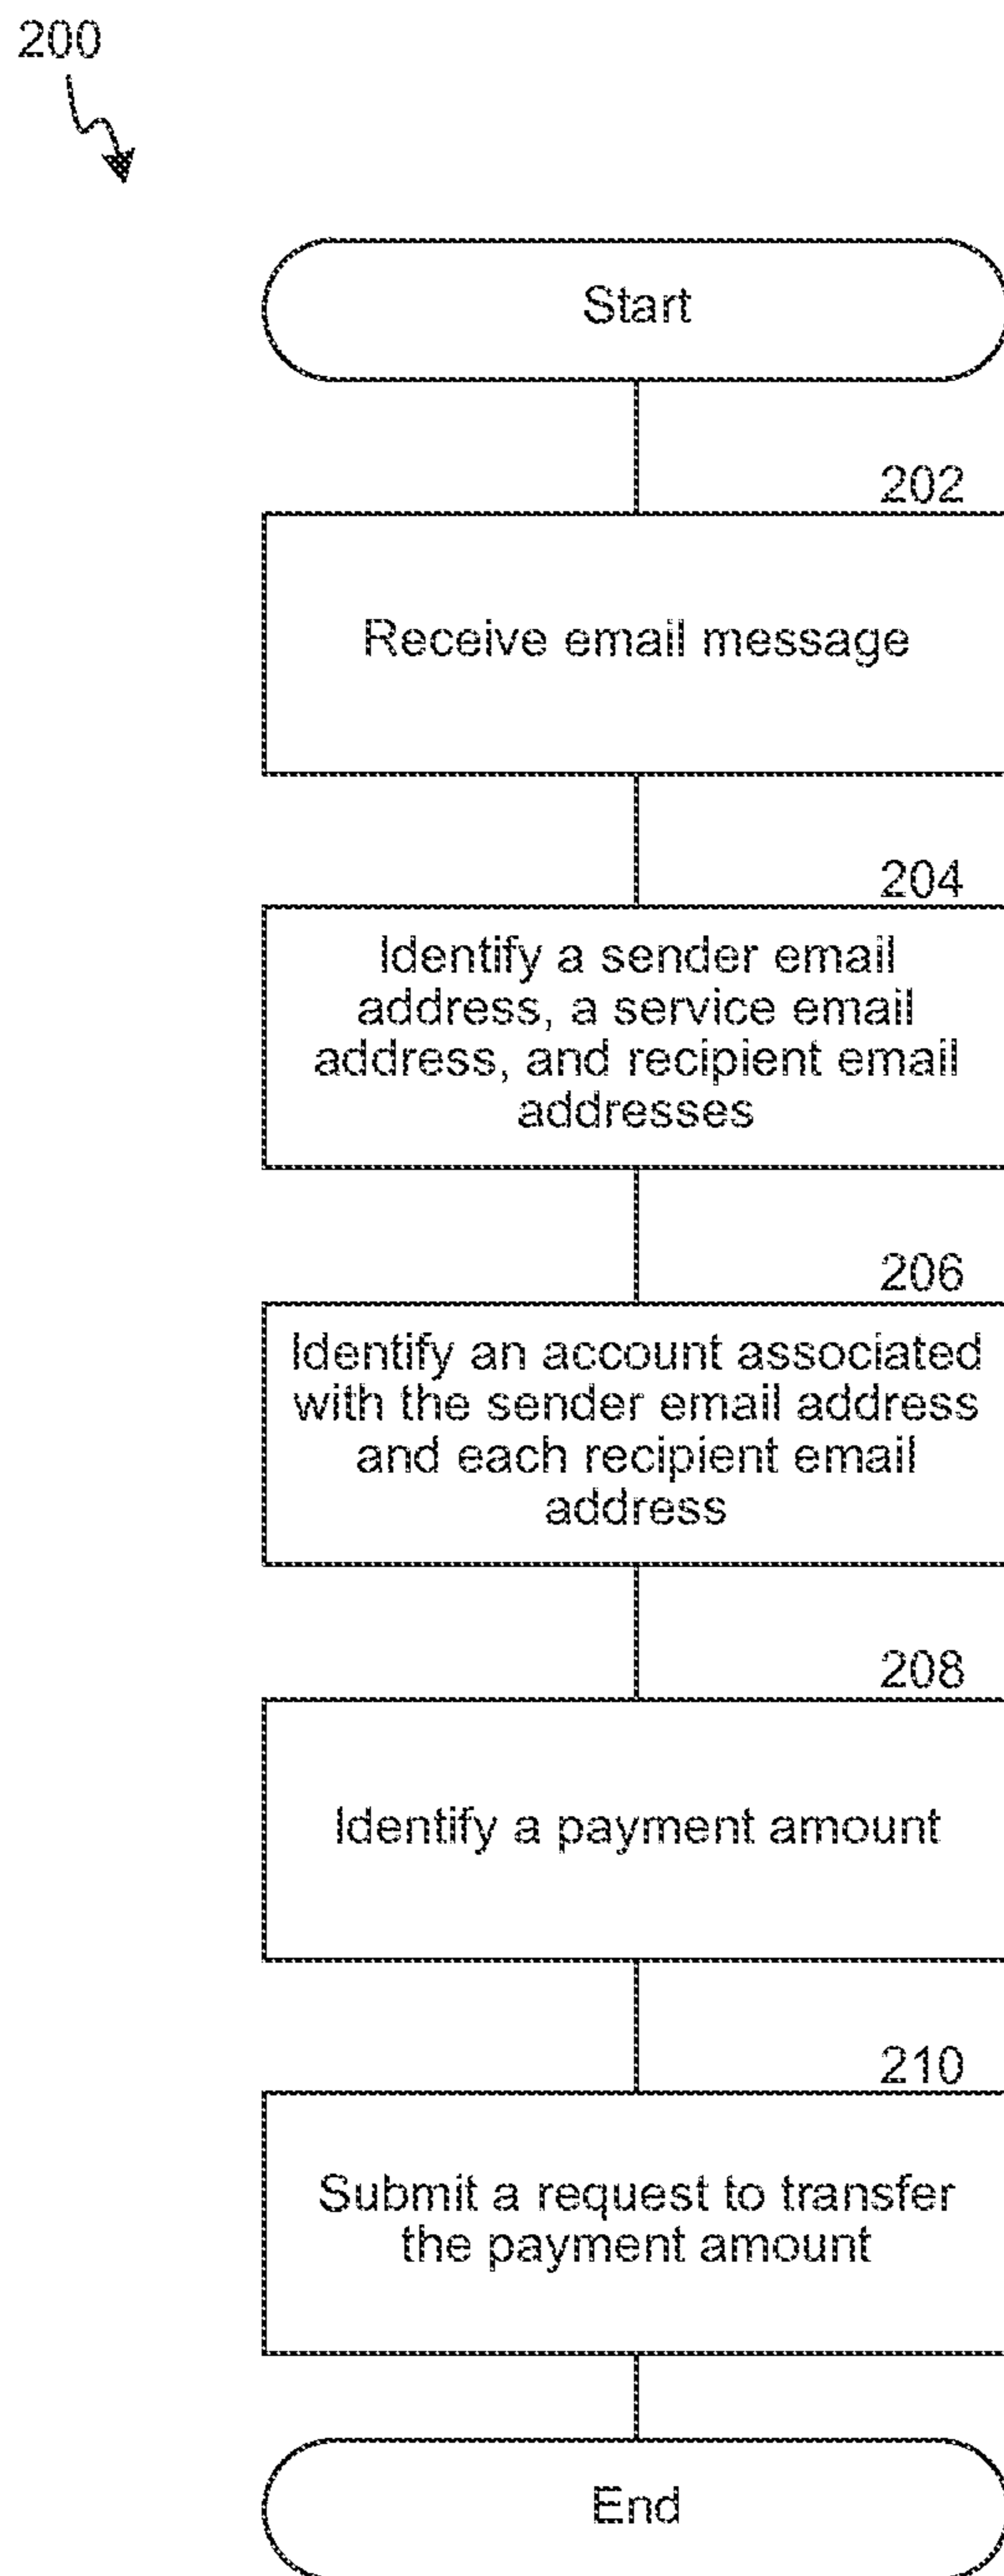 200
Start
202
Receive email message
204
Identify a sender email
address, a service email
address, and recipient email
addresses
206
Identify an account associated
with the sender email address
and each recipient email
address
208
Identify a payment amount
210
Submit a request to transfer
the payment amount
End